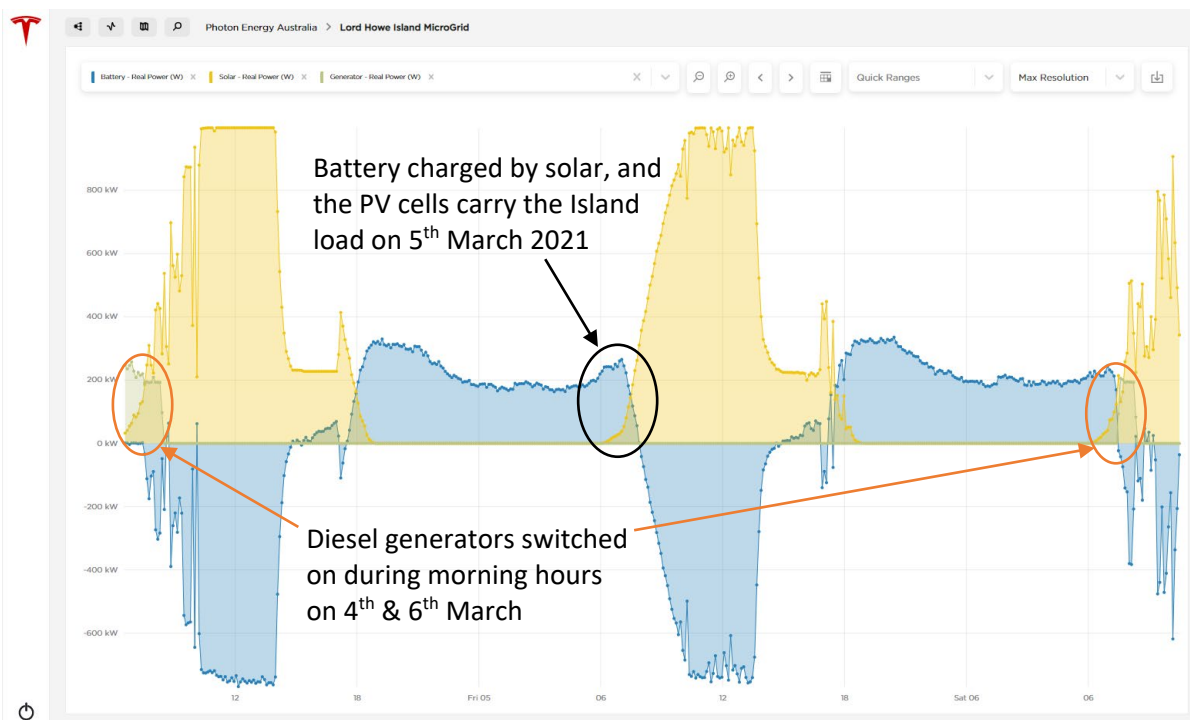 Photon Energy Australia > Lord Howe Island MicroGrid
Battery - Real Power (W) × Solar - Real Power (W) × Generator - Real Power (W) ×
Quick Ranges
Max Resolution
800 kW
600 kW
400 kW
200 kW
0 kW
-200 kW
-400 kW
-600 kW
Battery charged by solar, and
the PV cells carry the Island
load on 5th March 2021
Diesel generators switched
on during morning hours
on 4th & 6th March
12
18
Fri 05
06
12
18
Sat 06
06